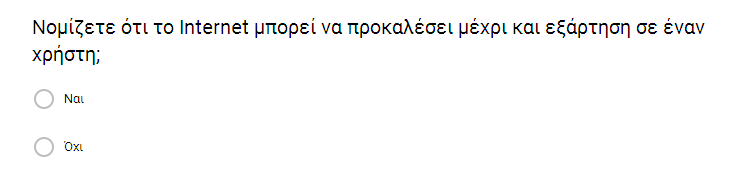 Νομίζετε ότι το Internet μπορεί να προκαλέσει μέχρι και εξάρτηση σε έναν
χρήστη;
Ναι
Όχι